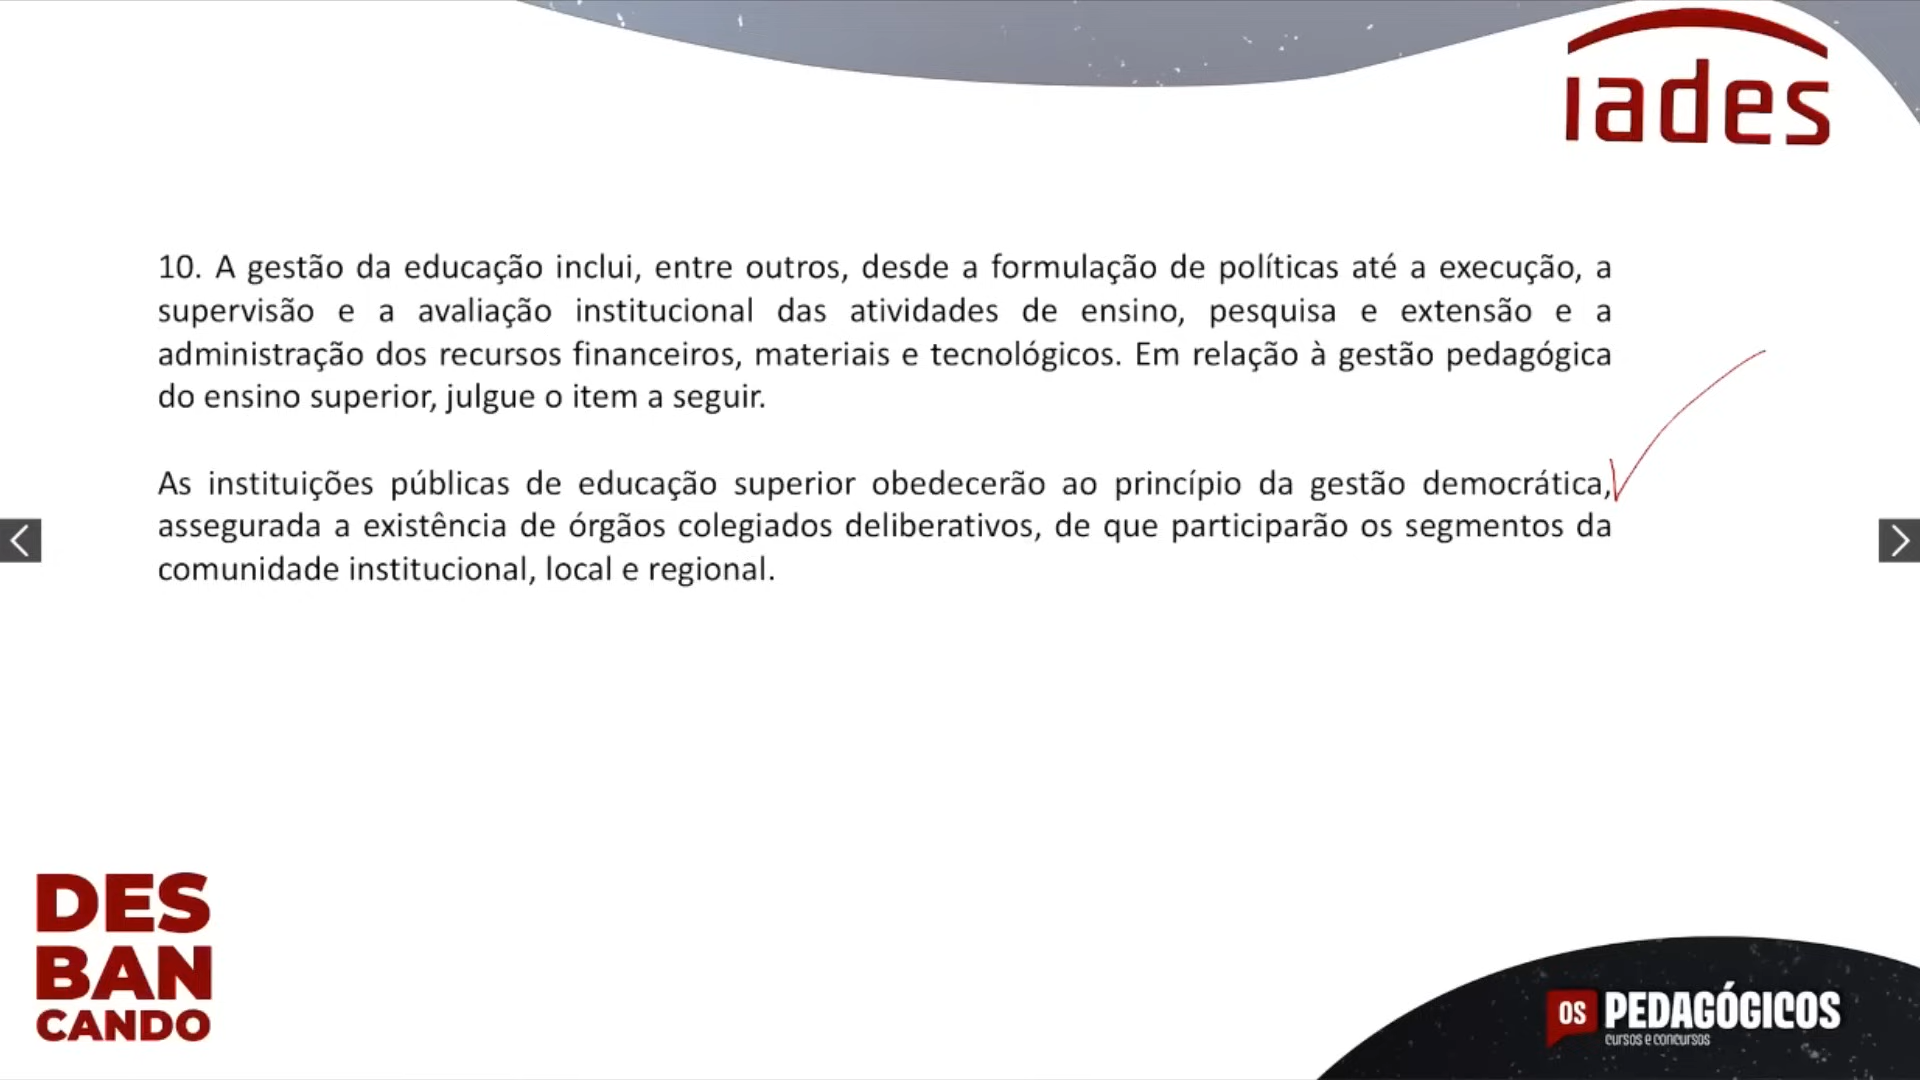 iades
10. A gestão da educação inclui, entre outros, desde a formulação de políticas até a execução, a
supervisão e a avaliação institucional das atividades de ensino, pesquisa e extensão e a
administração dos recursos financeiros, materiais e tecnológicos. Em relação à gestão pedagógica
do ensino superior, julgue o item a seguir.
As instituições públicas de educação superior obedecerão ao princípio da gestão democrática,
assegurada a existência de órgãos colegiados deliberativos, de que participarão os segmentos da
comunidade institucional, local e regional.
DES
BAN
CANDO
OS PEDAGÓGICOS
cursos e concursos